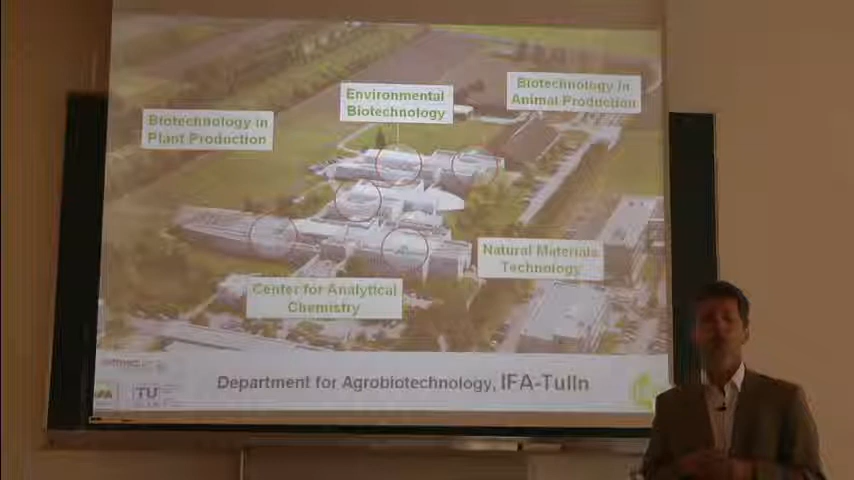 Biotechnology in
Plant Production
Environmental
Biotechnology
Biotechnology in
Animal Production
Natural Materials
Technology
Center for Analytical
Chemistry
Department for Agrobiotechnology, IFA-Tulln
TU